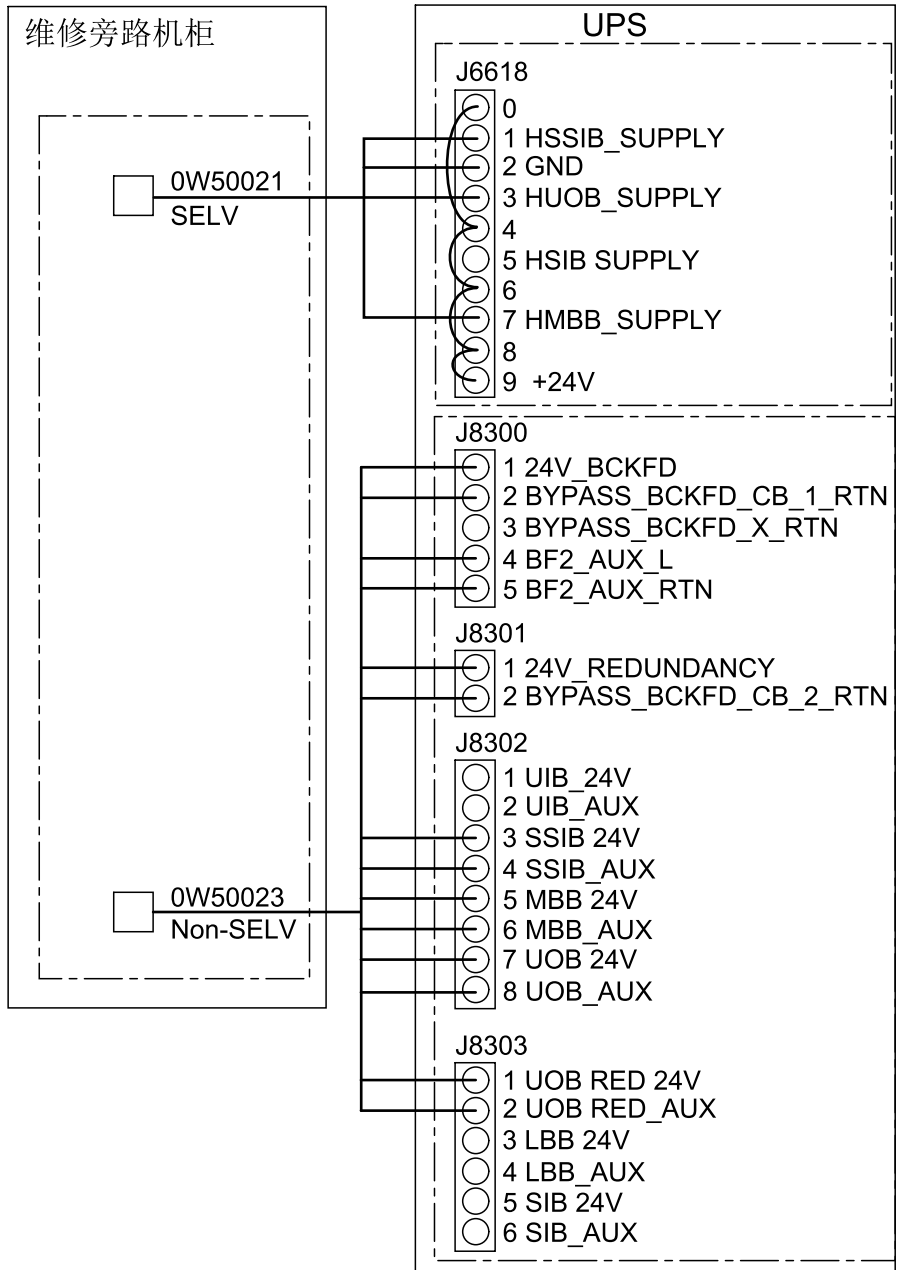 维修旁路机柜
0W50021
SELV
0W50023
Non-SELV
UPS
J6618
0
1 HSSIB_SUPPLY
2 GND
3 HUOB_SUPPLY
4
5 HSIB SUPPLY
6
7 HMBB_SUPPLY
8
9 +24V
J8300
1 24V_BCKFD
2 BYPASS_BCKFD_CB_1_RTN
3 BYPASS_BCKFD_X_RTN
4 BF2_AUX_L
5 BF2_AUX_RTN
J8301
1 24V_REDUNDANCY
2 BYPASS_BCKFD_CB_2_RTN
J8302
1 UIB_24V
2 UIB_AUX
3 SSIB 24V
4 SSIB_AUX
5 MBB 24V
6 MBB_AUX
7 UOB 24V
8 UOB_AUX
J8303
1 UOB RED 24V
2 UOB RED_AUX
3 LBB 24V
4 LBB_AUX
5 SIB 24V
6 SIB_AUX